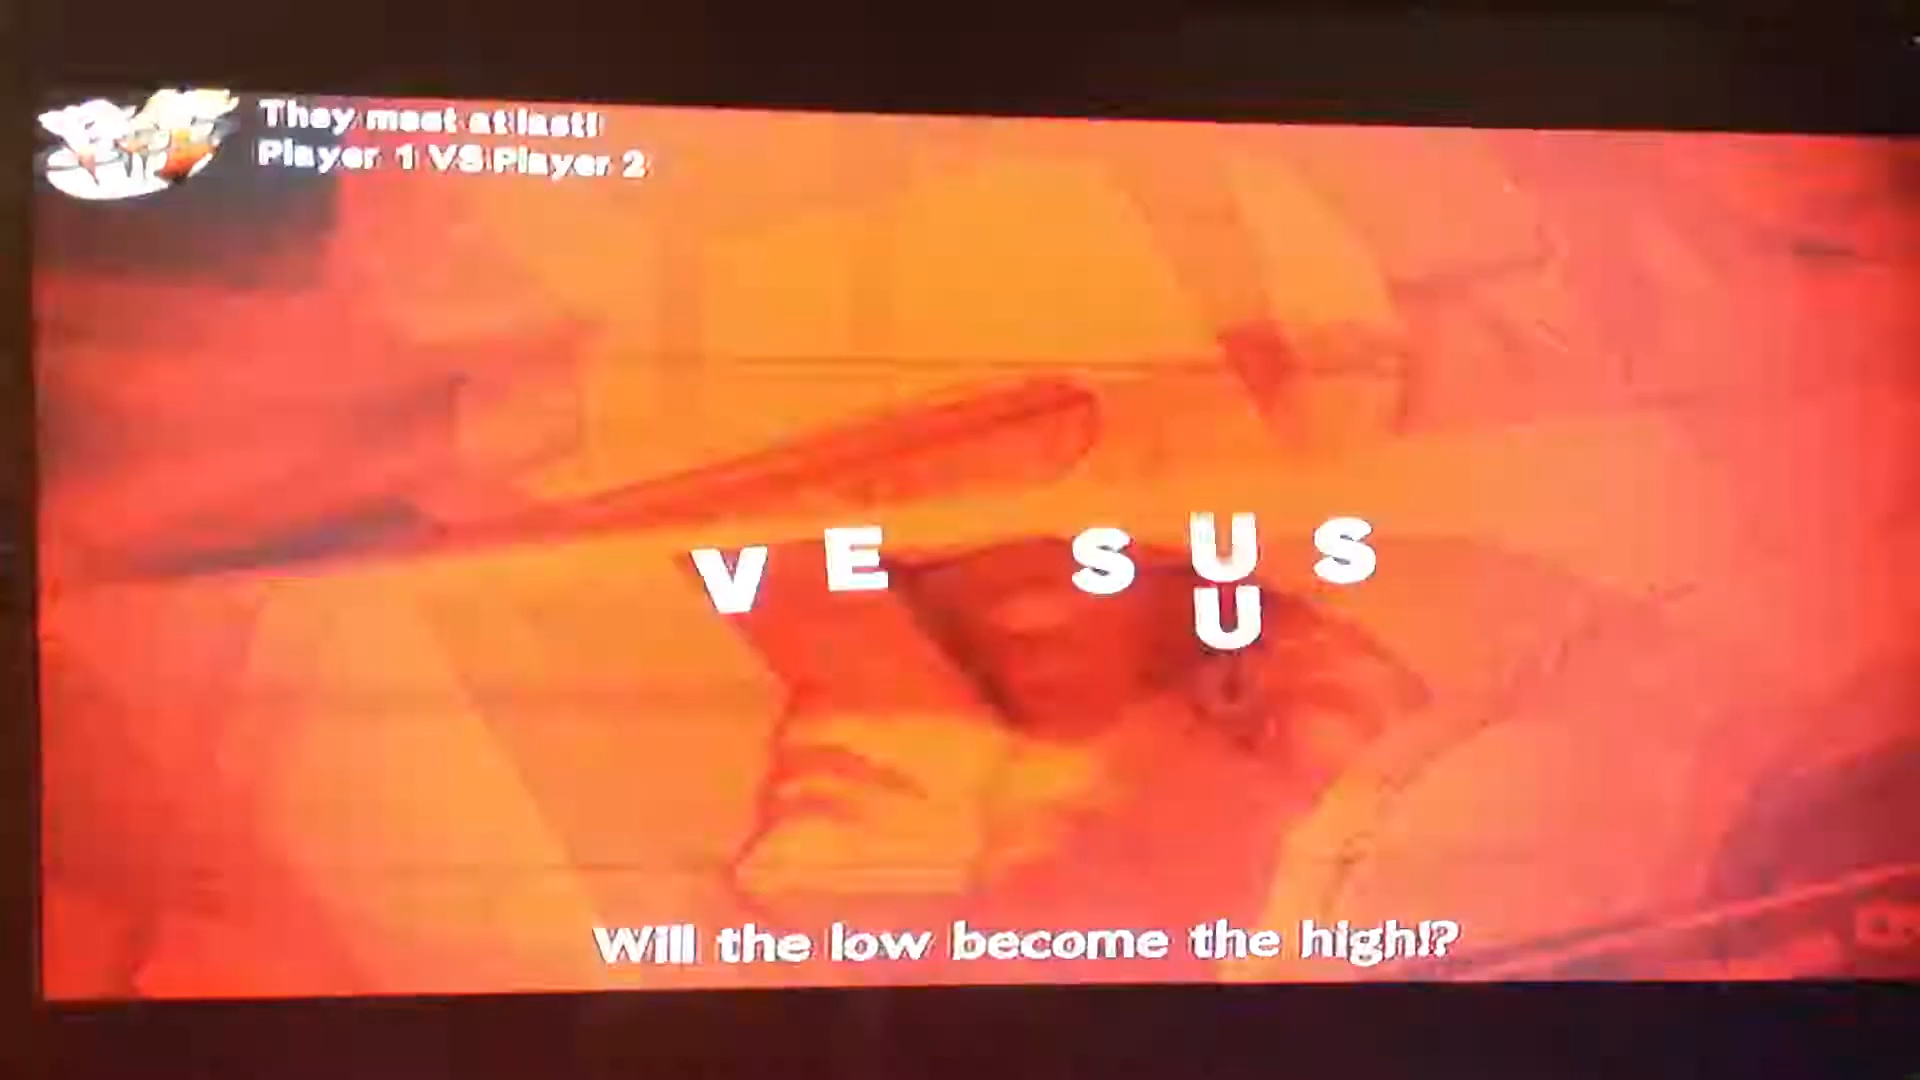 They meet at last!
Player 1 VS Player 2
V E S U S
U
Will the low become the high!?